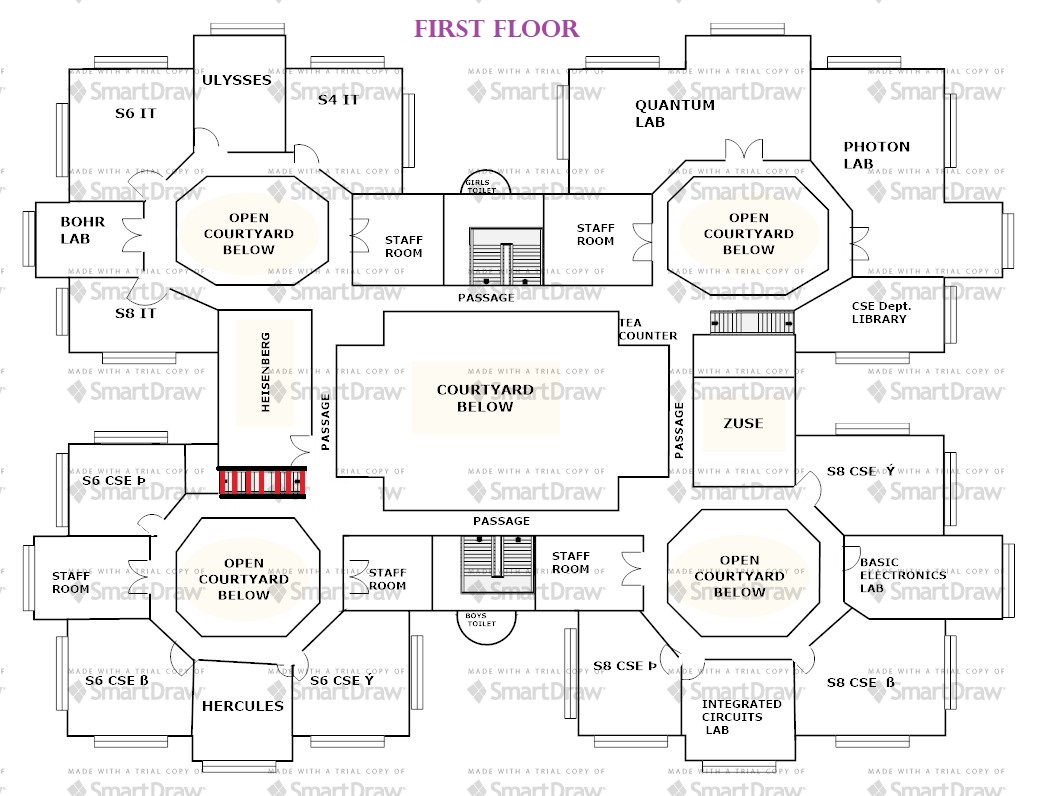 FIRST FLOOR
ULYSSES
S6 IT
S4 IT
QUANTUM
LAB
PHOTON
LAB
GIRLS
TOILET
BOHR
LAB
OPEN
COURTYARD
BELOW
STAFF
ROOM
STAFF
ROOM
OPEN
COURTYARD
BELOW
PASSAGE
S8 IT
CSE Dept.
LIBRARY
TEA
COUNTER
HEISENBERG
PASSAGE
COURTYARD
BELOW
PASSAGE
ZUSE
S6 CSE Þ
S8 CSE Ý
PASSAGE
STAFF
ROOM
OPEN
COURTYARD
BELOW
STAFF
ROOM
STAFF
ROOM
OPEN
COURTYARD
BELOW
BASIC
ELECTRONICS
LAB
BOYS
TOILET
S6 CSE ß
S6 CSE Ý
S8 CSE Þ
S8 CSE ß
HERCULES
INTEGRATED
CIRCUITS
LAB
MADE WITH A TRIAL COPY OF
SmartDraw